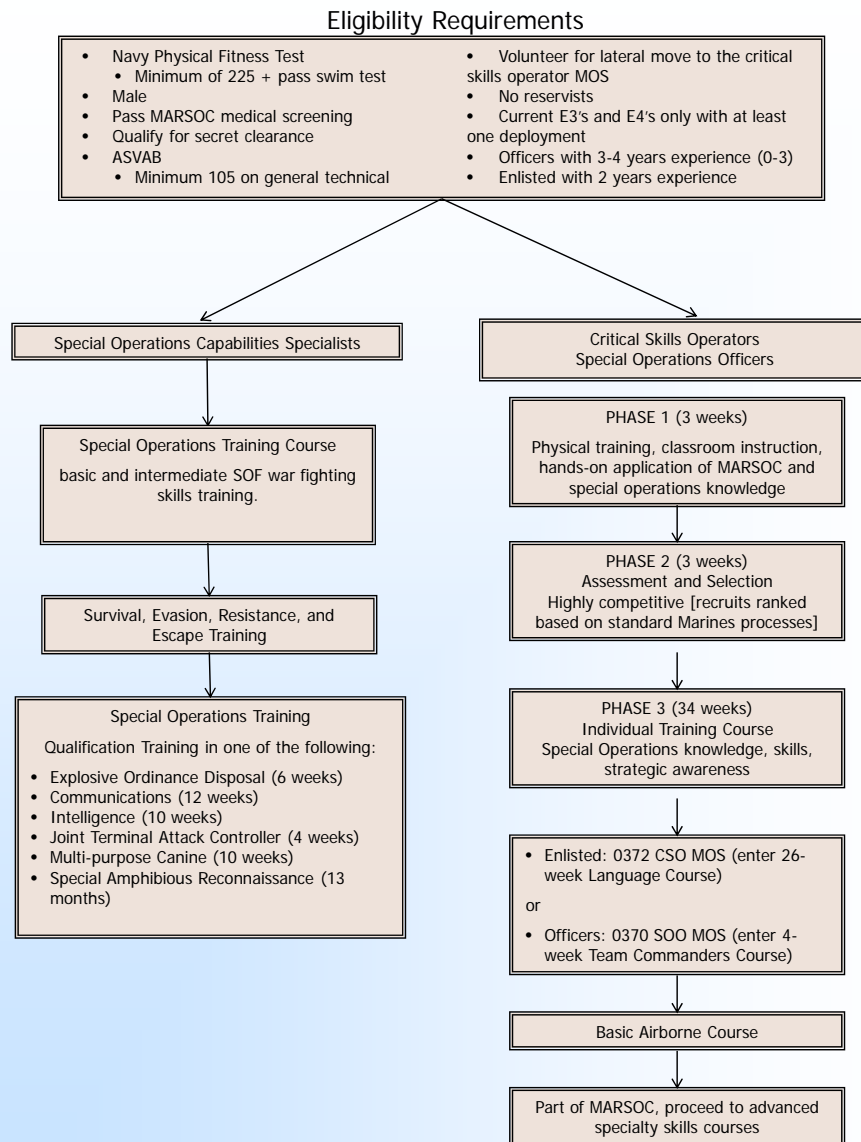 Eligibility Requirements
• Navy Physical Fitness Test
• Minimum of 225 + pass swim test
• Male
• Pass MARSOC medical screening
• Qualify for secret clearance
• ASVAB
• Minimum 105 on general technical
• Volunteer for lateral move to the critical
skills operator MOS
• No reservists
• Current E3's and E4's only with at least
one deployment
• Officers with 3-4 years experience (0-3)
• Enlisted with 2 years experience
Special Operations Capabilities Specialists
Special Operations Training Course
basic and intermediate SOF war fighting
skills training.
Survival, Evasion, Resistance, and
Escape Training
Special Operations Training
Qualification Training in one of the following:
• Explosive Ordinance Disposal (6 weeks)
• Communications (12 weeks)
• Intelligence (10 weeks)
• Joint Terminal Attack Controller (4 weeks)
• Multi-purpose Canine (10 weeks)
• Special Amphibious Reconnaissance (13
months)
Critical Skills Operators
Special Operations Officers
PHASE 1 (3 weeks)
Physical training, classroom instruction,
hands-on application of MARSOC and
special operations knowledge
PHASE 2 (3 weeks)
Assessment and Selection
Highly competitive [recruits ranked
based on standard Marines processes]
PHASE 3 (34 weeks)
Individual Training Course
Special Operations knowledge, skills,
strategic awareness
• Enlisted: 0372 CSO MOS (enter 26-
week Language Course)
or
• Officers: 0370 SOO MOS (enter 4-
week Team Commanders Course)
Basic Airborne Course
Part of MARSOC, proceed to advanced
specialty skills courses